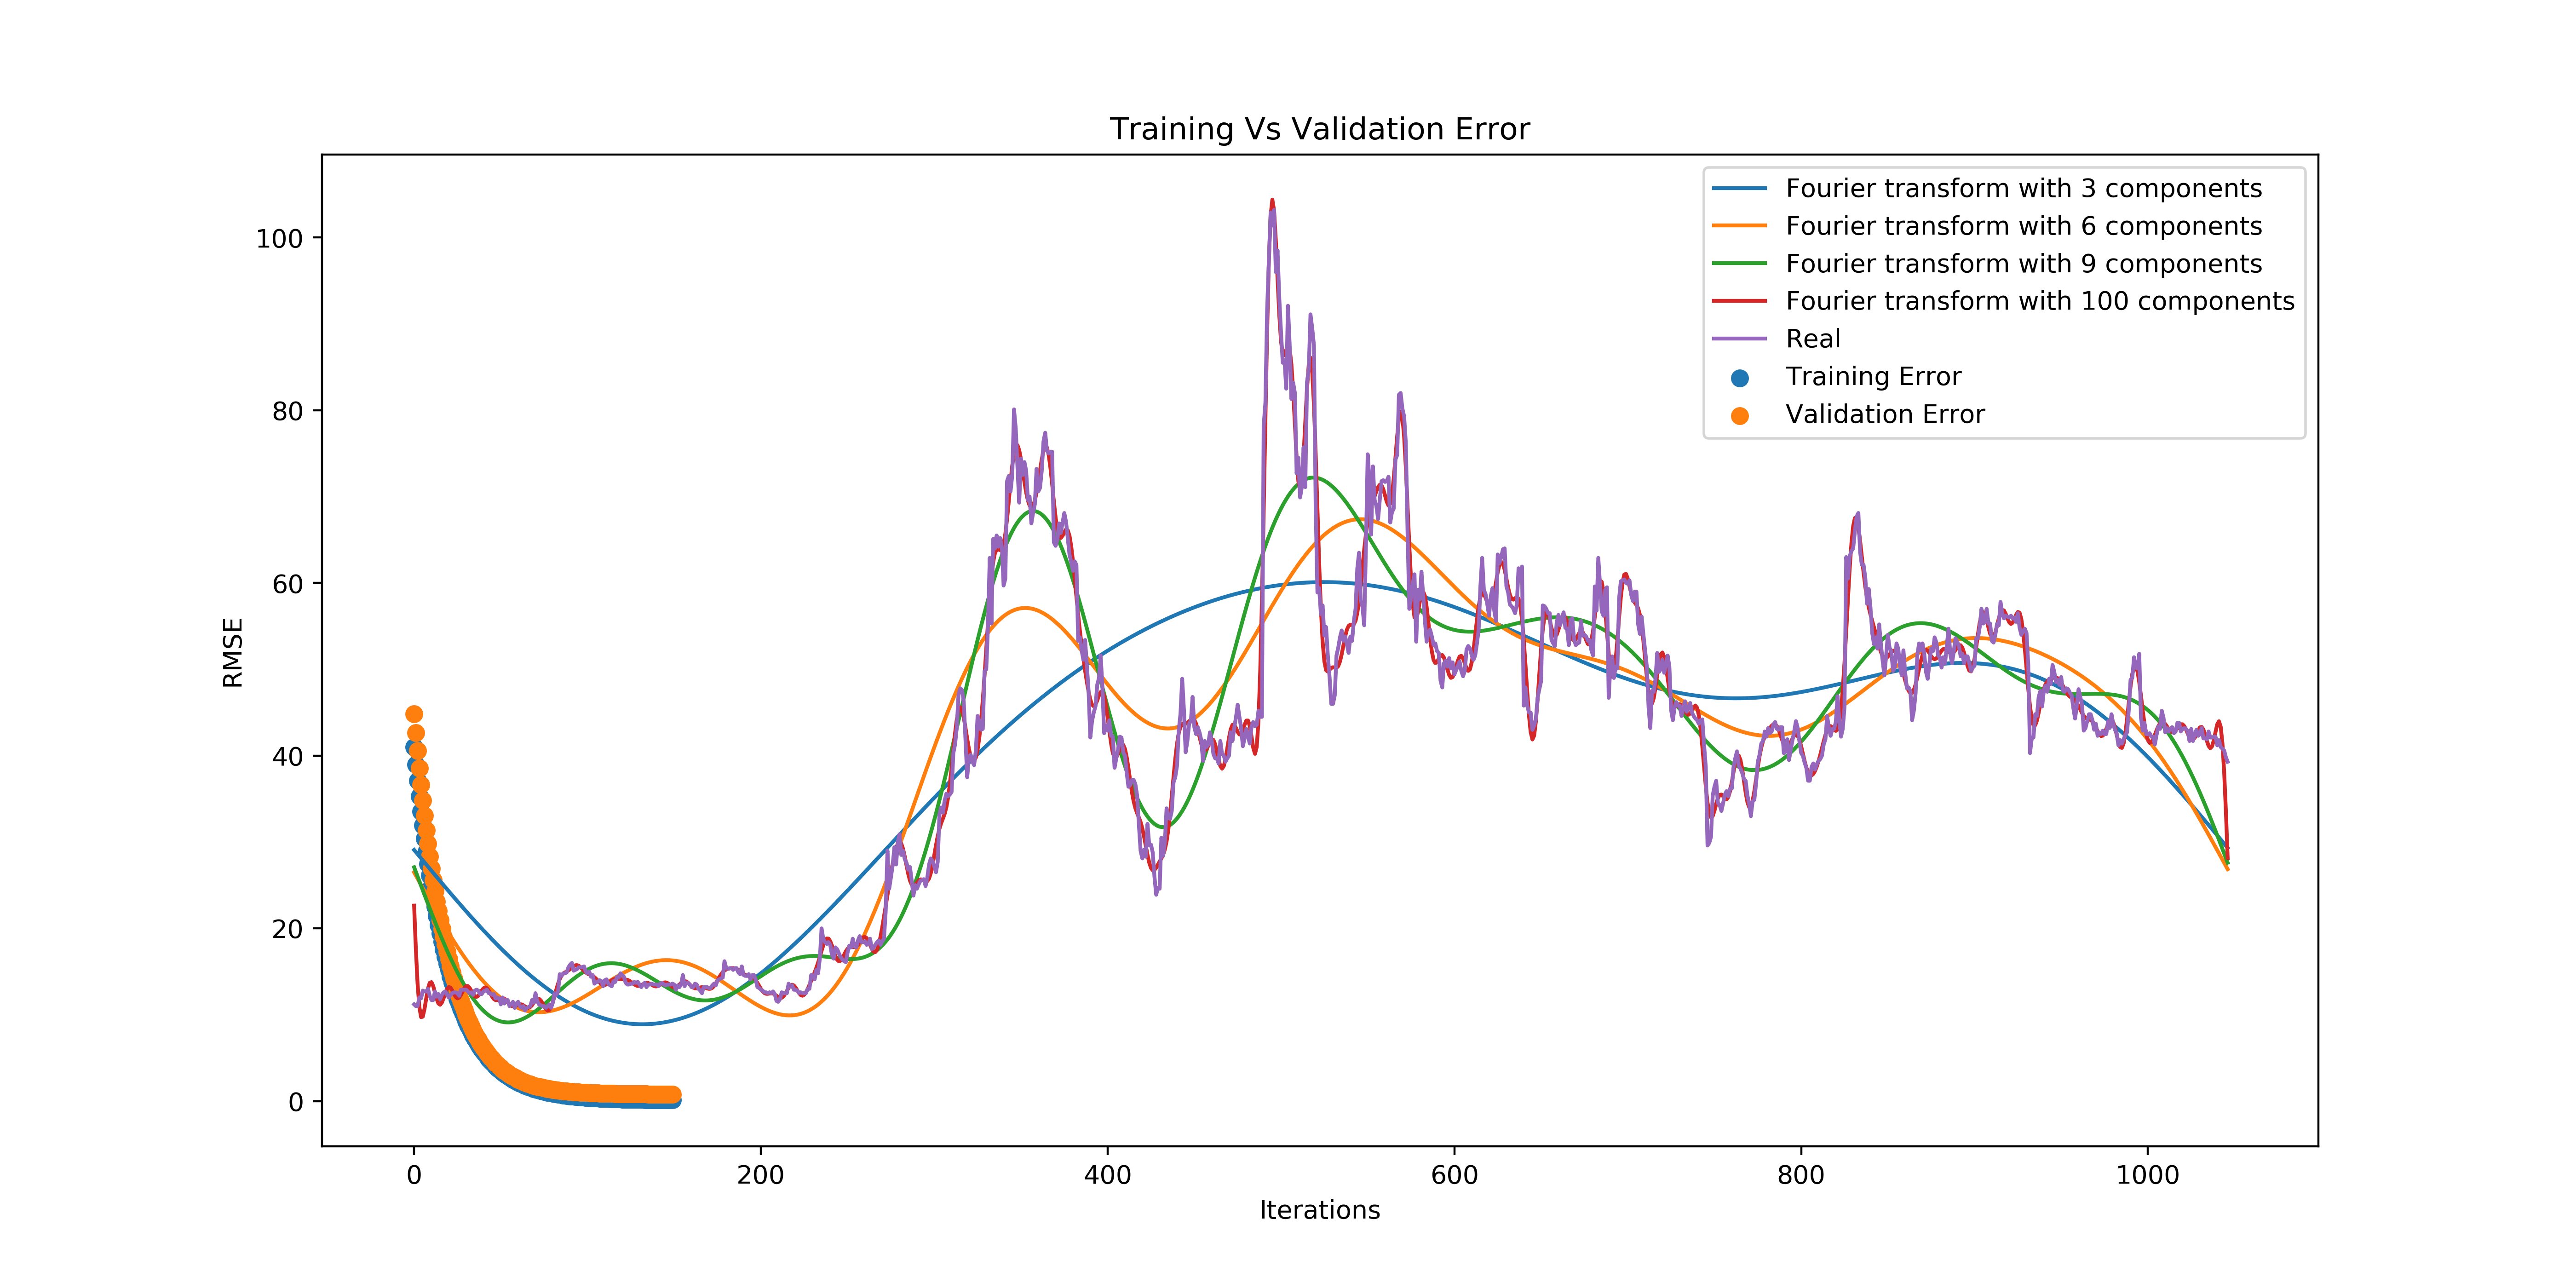 Training Vs Validation Error
Fourier transform with 3 components
Fourier transform with 6 components
Fourier transform with 9 components
Fourier transform with 100 components
Real
Training Error
Validation Error
RMSE
100
80
60
40
20
0
0 200 400 600 800 1000
Iterations